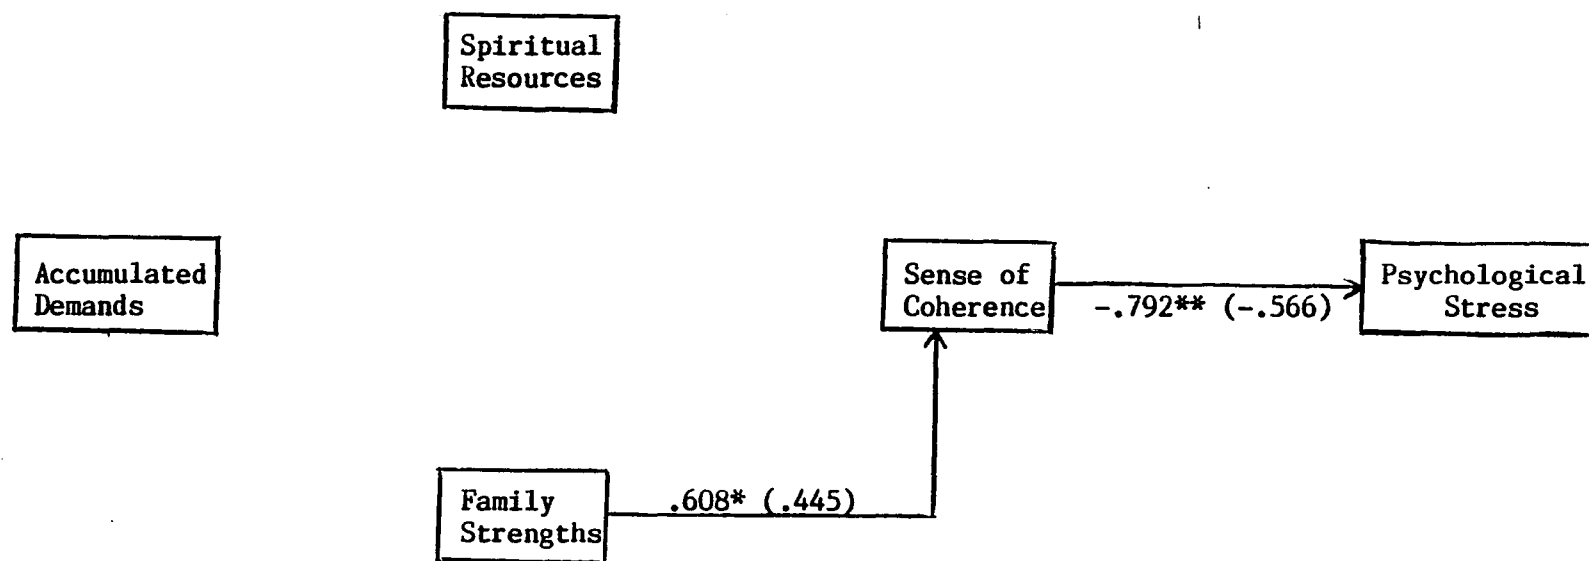 Spiritual
Resources
Accumulated
Demands
Sense of
Coherence
-.792** (-.566)
Psychological
Stress
Family
Strengths
.608* (.445)